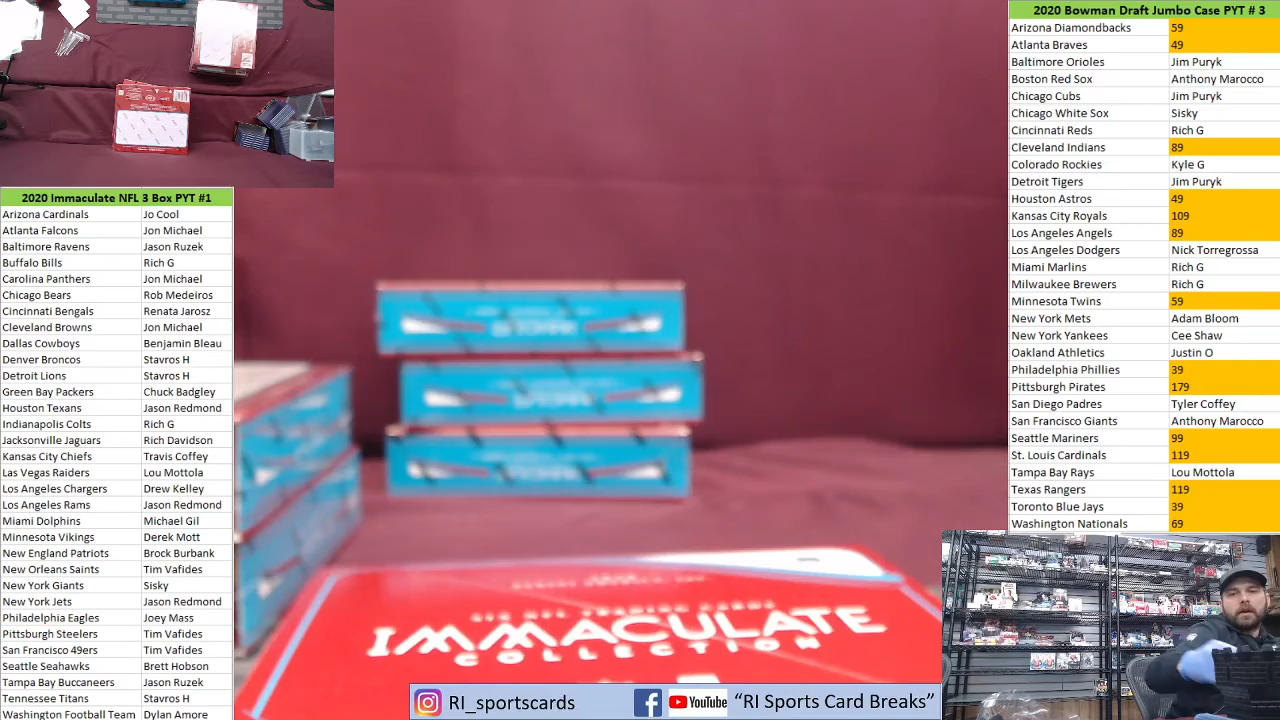 2020 Immaculate NFL 3 Box PYT #1
Arizona Cardinals Jo Cool
Atlanta Falcons Jon Michael
Baltimore Ravens Jason Ruzek
Buffalo Bills Rich G
Carolina Panthers Jon Michael
Chicago Bears Rob Medeiros
Cincinnati Bengals Renata Jarosz
Cleveland Browns Jon Michael
Dallas Cowboys Benjamin Bleau
Denver Broncos Stavros H
Detroit Lions Stavros H
Green Bay Packers Chuck Badgley
Houston Texans Jason Redmond
Indianapolis Colts Rich G
Jacksonville Jaguars Rich Davidson
Kansas City Chiefs Travis Coffey
Las Vegas Raiders Lou Mottola
Los Angeles Chargers Drew Kelley
Los Angeles Rams Jason Redmond
Miami Dolphins Michael Gil
Minnesota Vikings Derek Mott
New England Patriots Brock Burbank
New Orleans Saints Tim Vafides
New York Giants Sisky
New York Jets Jason Redmond
Philadelphia Eagles Joey Mass
Pittsburgh Steelers Tim Vafides
San Francisco 49ers Tim Vafides
Seattle Seahawks Brett Hobson
Tampa Bay Buccaneers Jason Ruzek
Tennessee Titans Stavros H
Washington Football Team Dylan Amore
IMMACULATE
COLLECTION
RI_sportscards YouTube "RI Sports Card Breaks"
2020 Bowman Draft Jumbo Case PYT # 3
Arizona Diamondbacks 59
Atlanta Braves 49
Baltimore Orioles Jim Puryk
Boston Red Sox Anthony Marocco
Chicago Cubs Jim Puryk
Chicago White Sox Sisky
Cincinnati Reds Rich G
Cleveland Indians 89
Colorado Rockies Kyle G
Detroit Tigers Jim Puryk
Houston Astros 49
Kansas City Royals 109
Los Angeles Angels 89
Los Angeles Dodgers Nick Torregrossa
Miami Marlins Rich G
Milwaukee Brewers Rich G
Minnesota Twins 59
New York Mets Adam Bloom
New York Yankees Cee Shaw
Oakland Athletics Justin O
Philadelphia Phillies 39
Pittsburgh Pirates 179
San Diego Padres Tyler Coffey
San Francisco Giants Anthony Marocco
Seattle Mariners 99
St. Louis Cardinals 119
Tampa Bay Rays Lou Mottola
Texas Rangers 119
Toronto Blue Jays 39
Washington Nationals 69